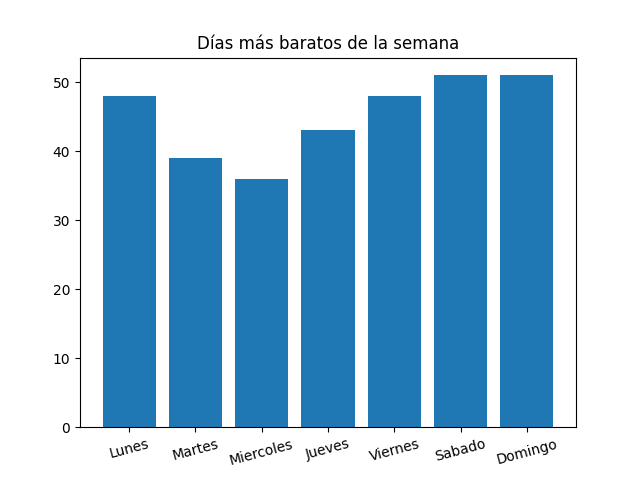 Días más baratos de la semana
50
40
30
20
10
0
Lunes
Martes
Miercoles
Jueves
Viernes
Sabado
Domingo